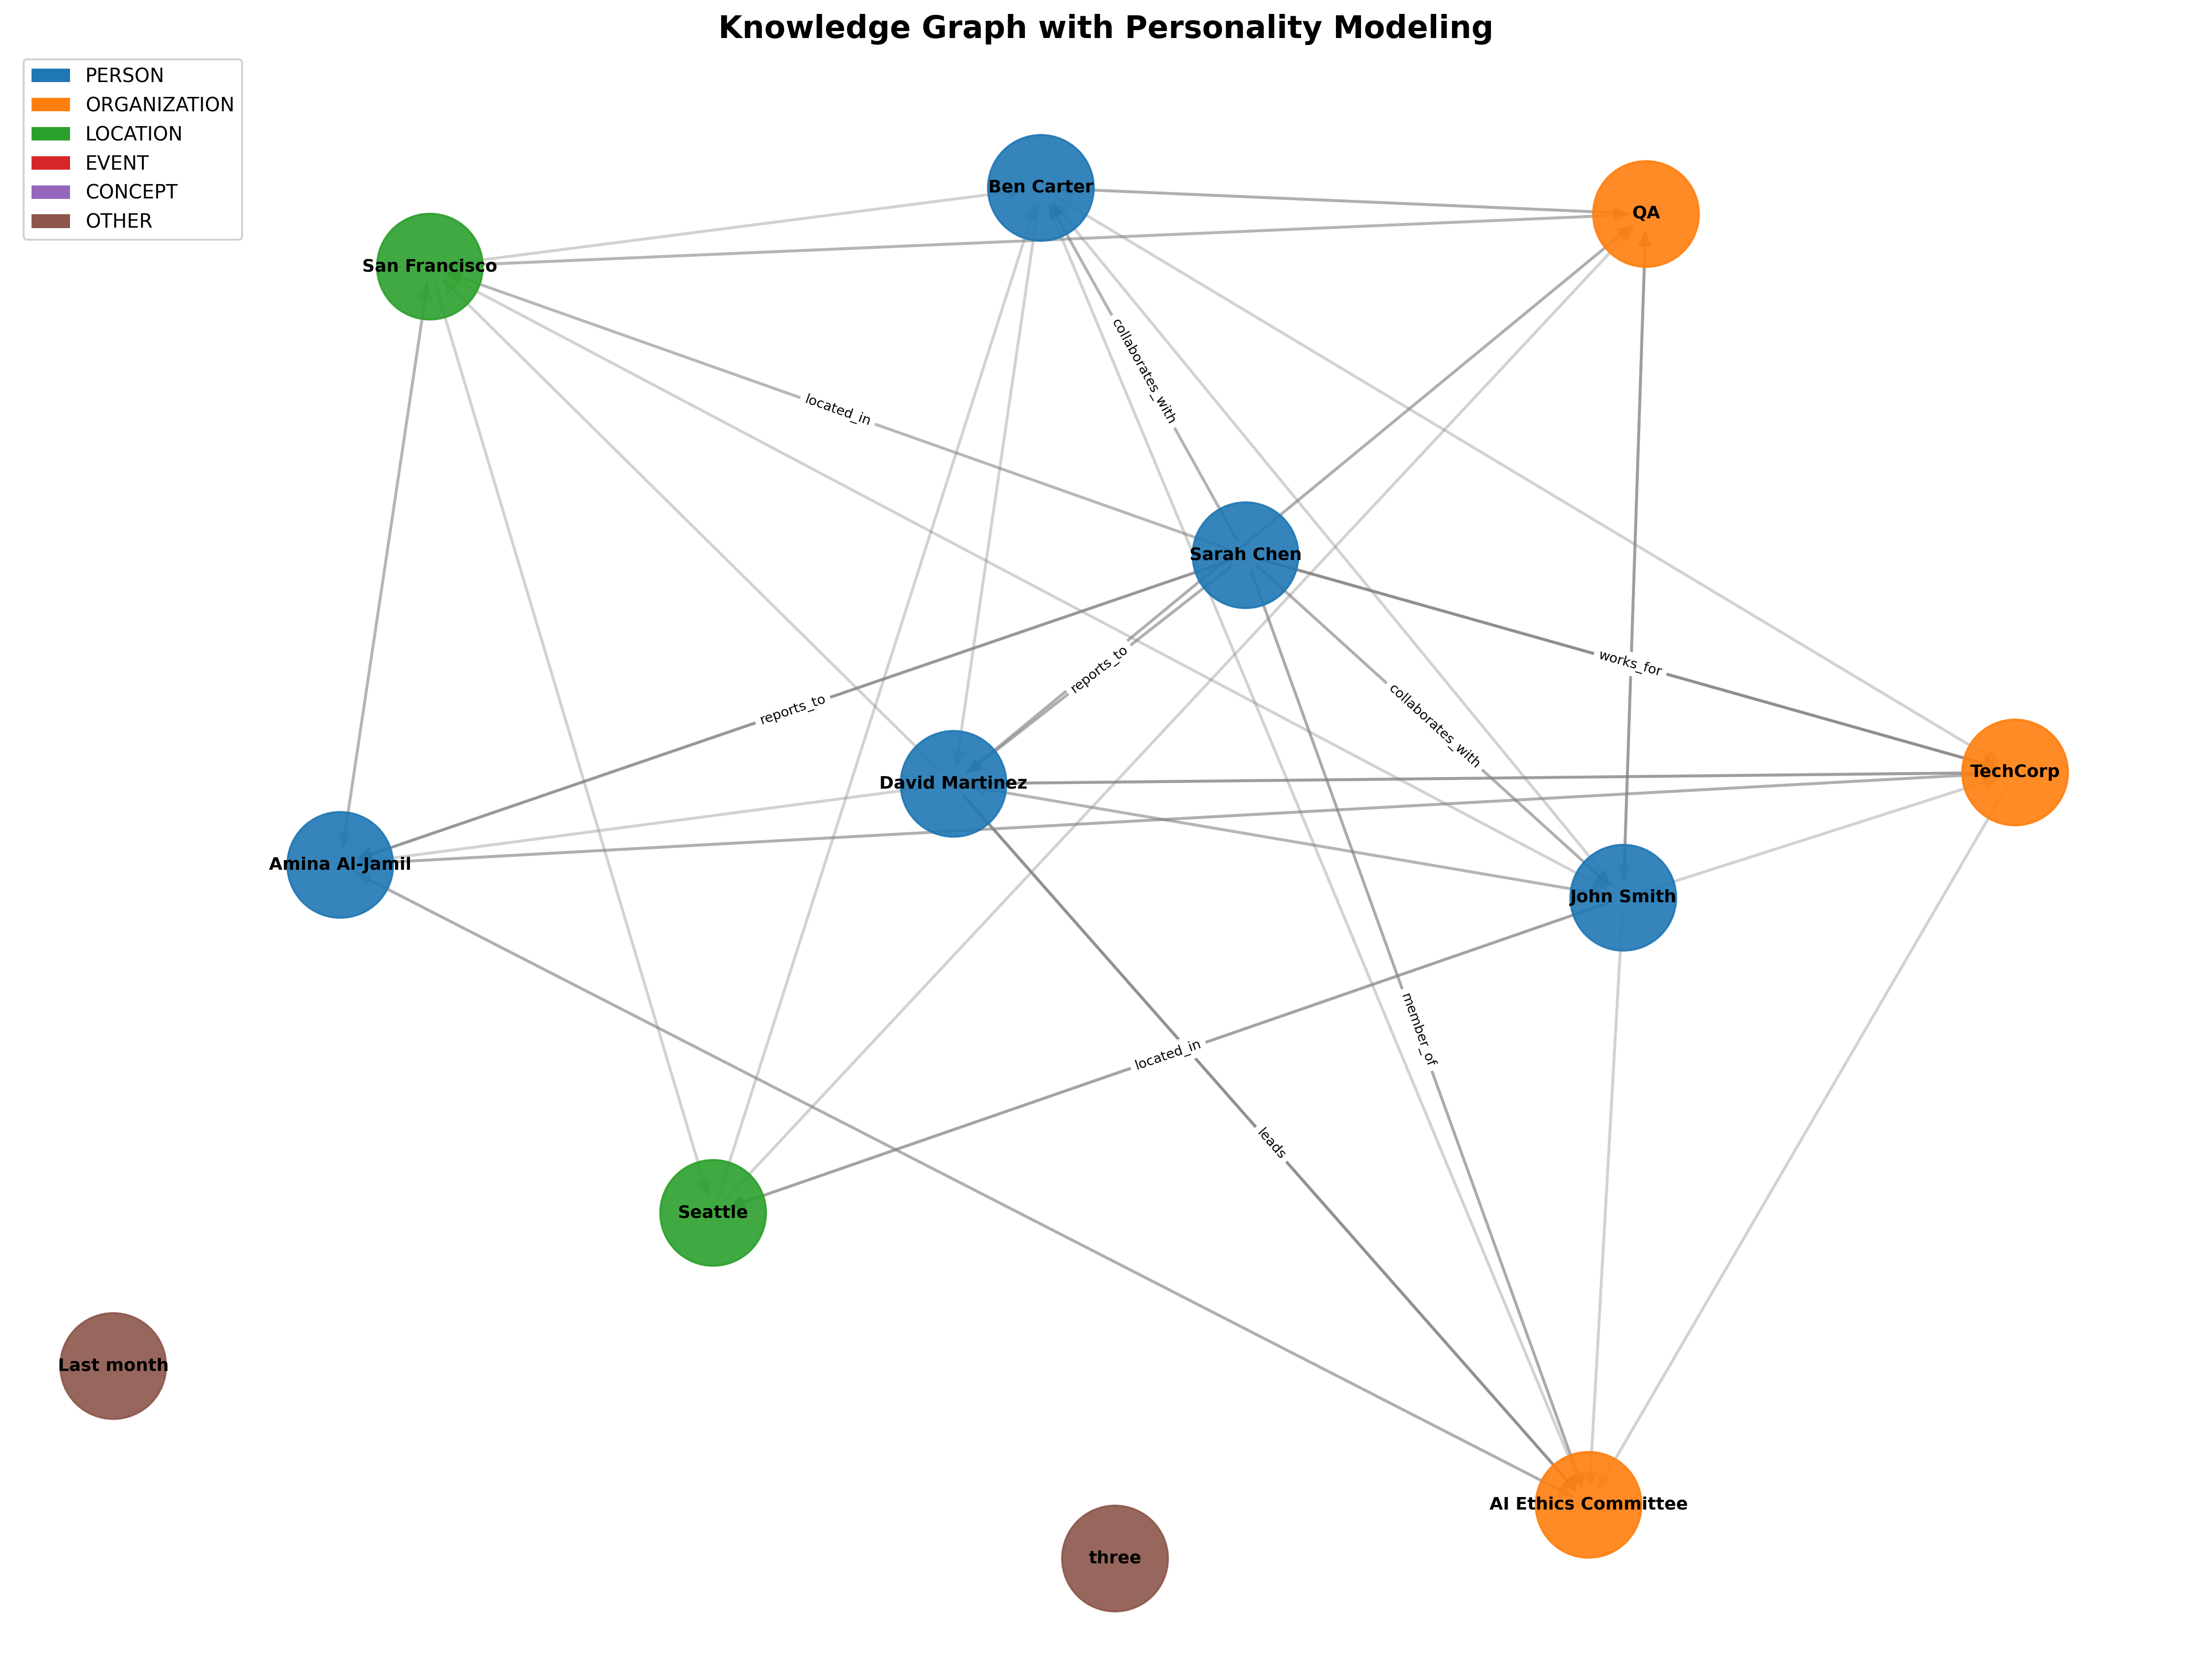 Knowledge Graph with Personality Modeling
PERSON
ORGANIZATION
LOCATION
EVENT
CONCEPT
OTHER
Ben Carter
QA
San Francisco
collaborates_with
located_in
Sarah Chen
reports_to
works_for
reports_to
collaborates_with
TechCorp
David Martinez
Amina Al-Jamil
John Smith
member_of
located_in
leads
Seattle
Last month
AI Ethics Committee
three